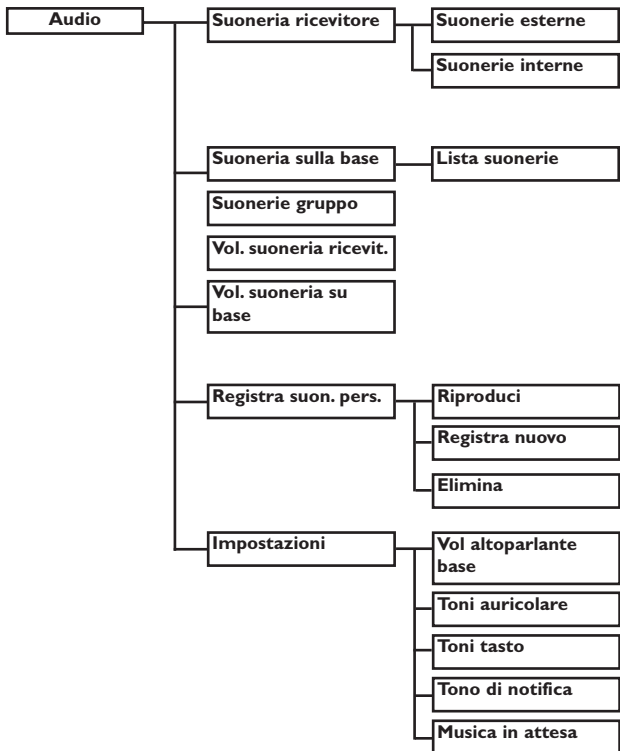 Audio
Suoneria ricevitore
Suonerie esterne
Suonerie interne
Suoneria sulla base
Lista suonerie
Suonerie gruppo
Vol. suoneria ricevit.
Vol. suoneria su
base
Registra suon. pers.
Riproduci
Registra nuovo
Elimina
Impostazioni
Vol altoparlante
base
Toni auricolare
Toni tasto
Tono di notifica
Musica in attesa